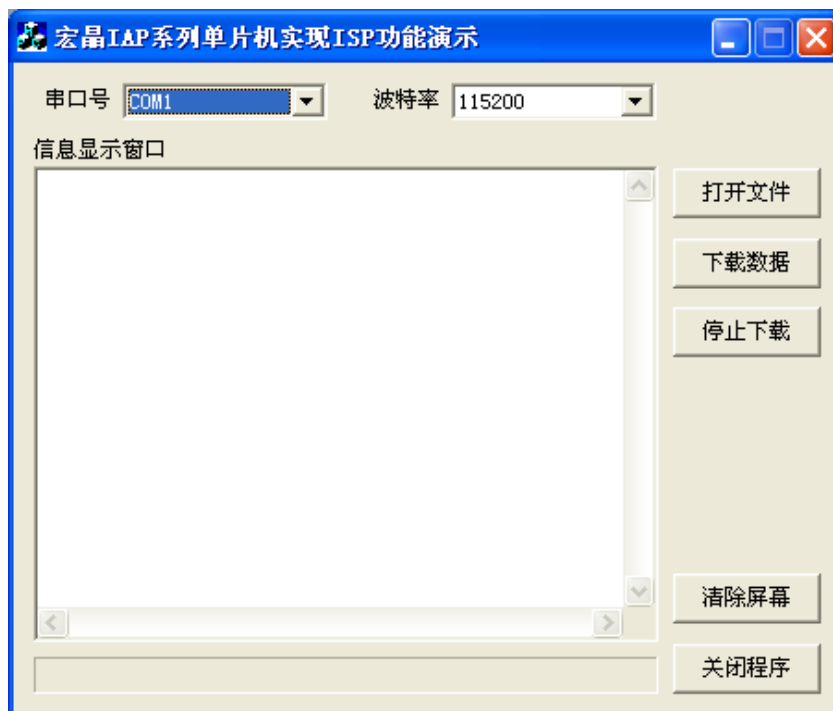 宏晶IAP系列单片机实现ISP功能演示
串口号 COM1 波特率 115200
信息显示窗口
打开文件
下载数据
停止下载
清除屏幕
关闭程序